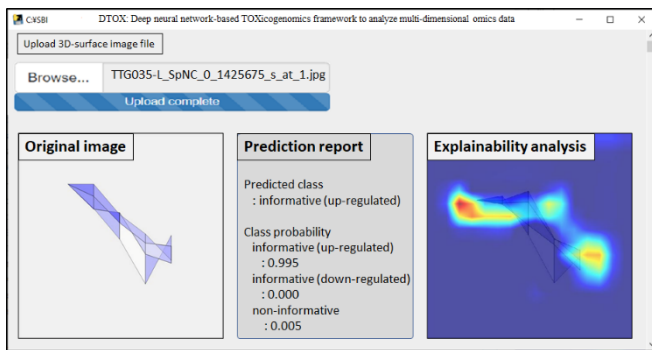 C:¥SBI DTOX: Deep neural network-based TOXicogenomics framework to analyze multi-dimensional omics data
Upload 3D-surface image file
Browse... TTG035-L_SpNC_0_1425675_s_at_1.jpg
Upload complete
Original image
Prediction report
Predicted class
: informative (up-regulated)
Class probability
informative (up-regulated)
: 0.995
informative (down-regulated)
: 0.000
non-informative
: 0.005
Explainability analysis